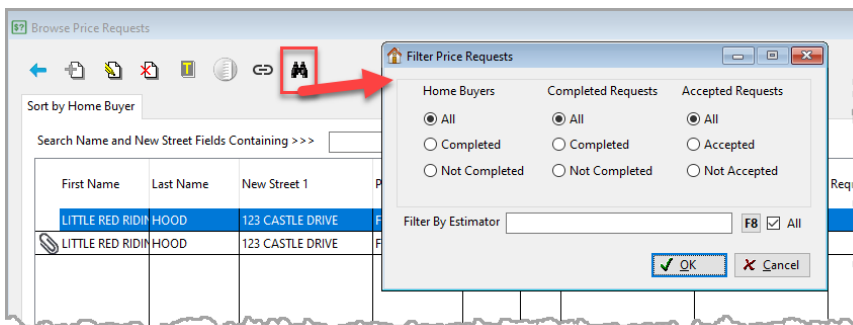 Browse Price Requests
Sort by Home Buyer
Search Name and New Street Fields Containing >>>
First Name Last Name New Street 1 P Requ
LITTLE RED RIDIN HOOD 123 CASTLE DRIVE F
LITTLE RED RIDIN HOOD 123 CASTLE DRIVE F
Filter Price Requests
Home Buyers Completed Requests Accepted Requests
All All All
Completed Completed Accepted
Not Completed Not Completed Not Accepted
Filter By Estimator F8 All
OK Cancel